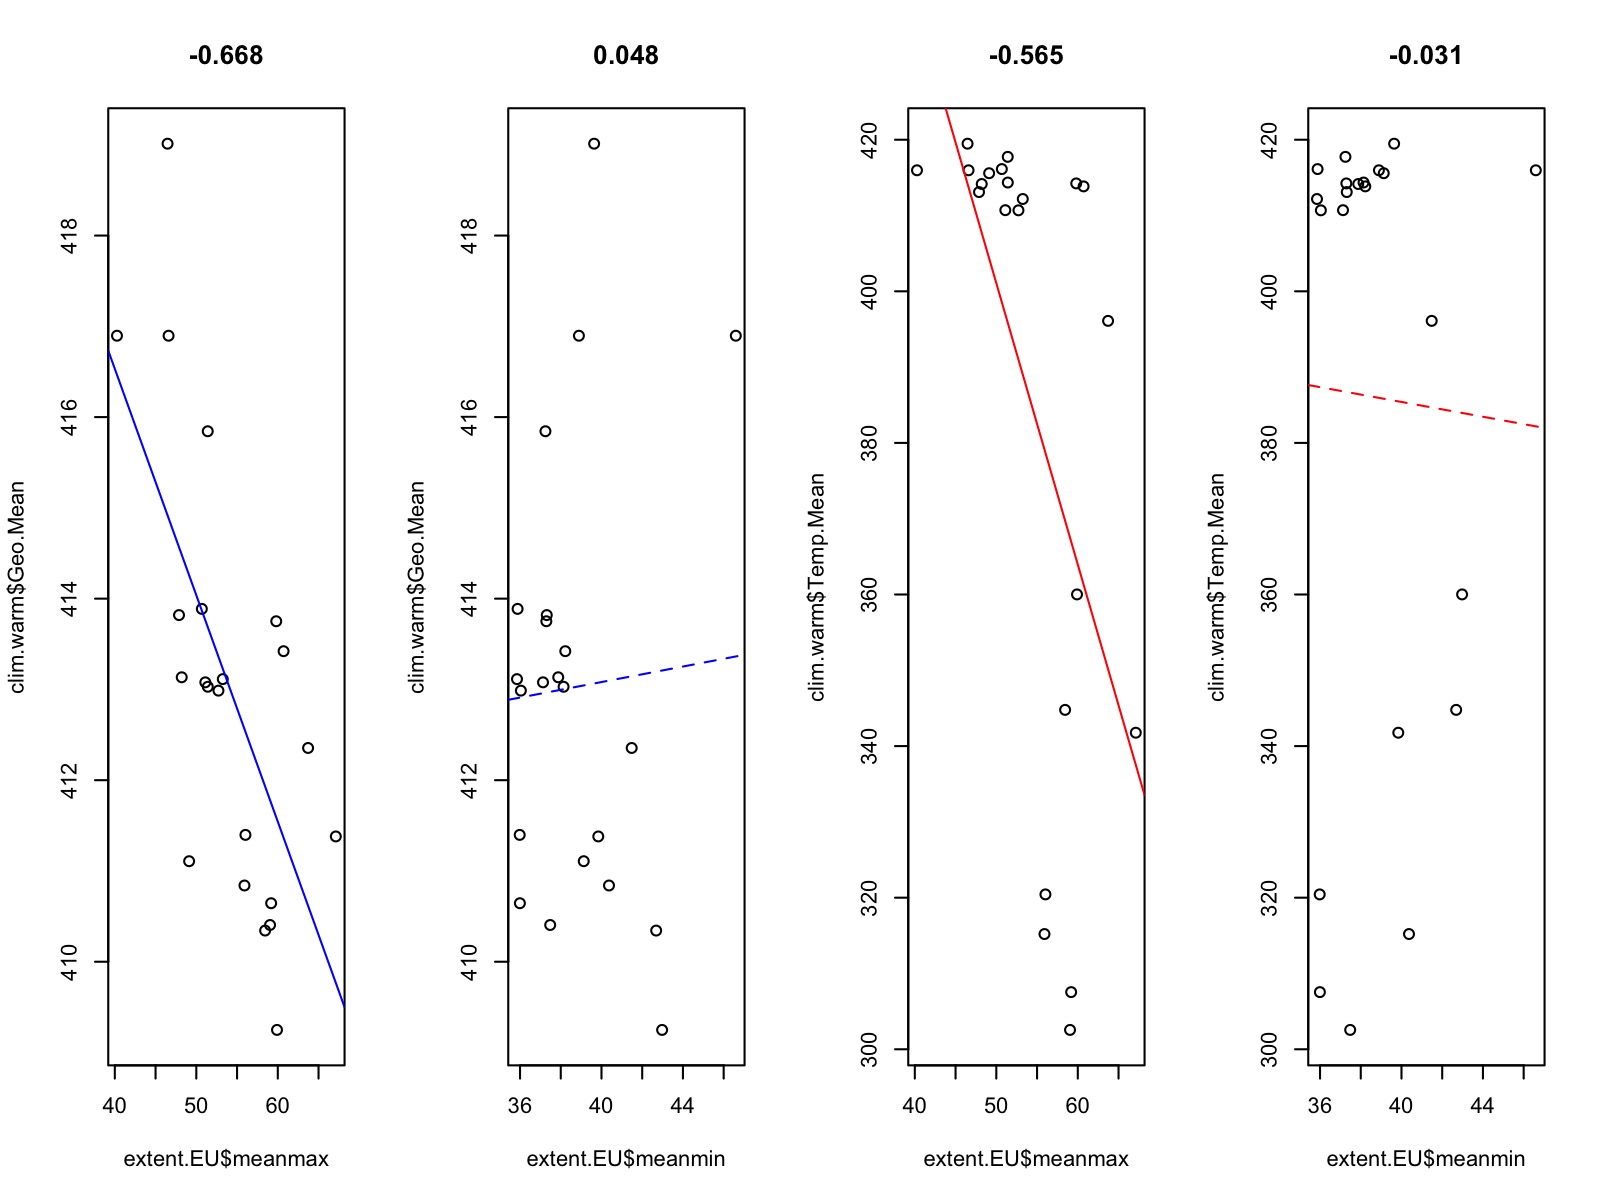 -0.668
clim.warm$Geo.Mean
418
416
414
412
410
40 50 60
extent.EU$meanmax
0.048
clim.warm$Geo.Mean
418
416
414
412
410
36 40 44
extent.EU$meanmin
-0.565
clim.warm$Temp.Mean
420
400
380
360
340
320
300
40 50 60
extent.EU$meanmax
-0.031
clim.warm$Temp.Mean
420
400
380
360
340
320
300
36 40 44
extent.EU$meanmin